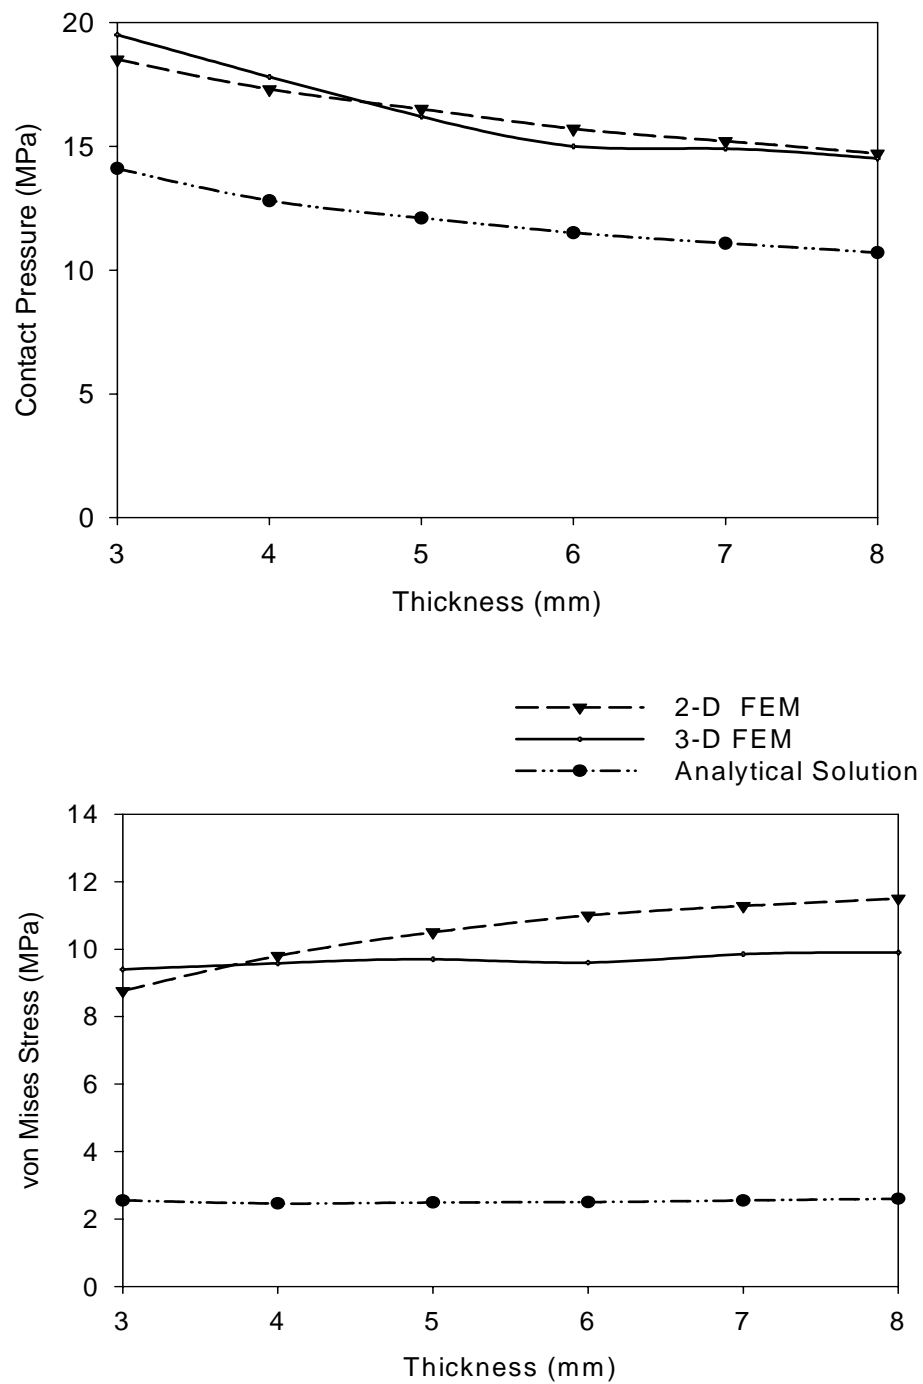 20
15
10
5
0
Contact Pressure (MPa)
3 4 5 6 7 8
Thickness (mm)
2-D FEM
3-D FEM
Analytical Solution
14
12
10
8
6
4
2
0
von Mises Stress (MPa)
3 4 5 6 7 8
Thickness (mm)